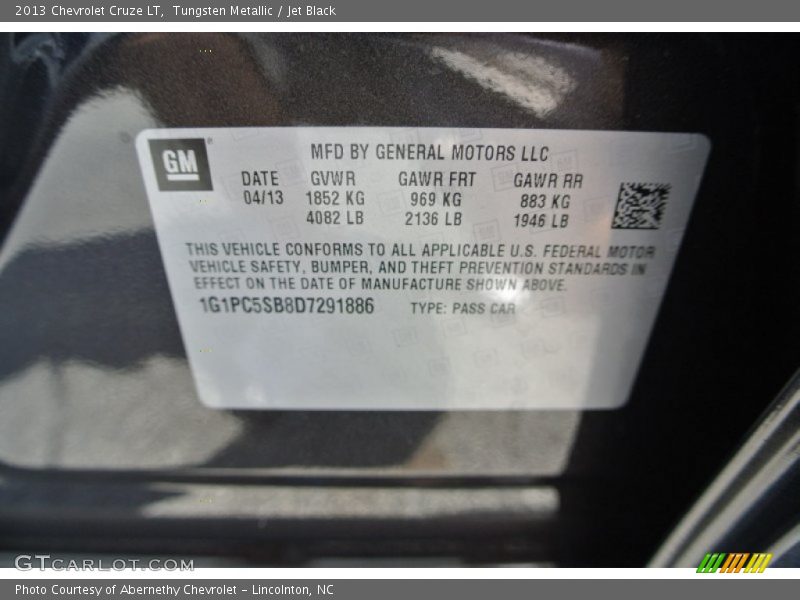 2013 Chevrolet Cruze LT, Tungsten Metallic / Jet Black
GM
MFD BY GENERAL MOTORS LLC
DATE GVWR GAWR FRT GAWR RR
04/13 1852 KG 969 KG 883 KG
4082 LB 2136 LB 1946 LB
THIS VEHICLE CONFORMS TO ALL APPLICABLE U.S. FEDERAL MOTOR
VEHICLE SAFETY, BUMPER, AND THEFT PREVENTION STANDARDS IN
EFFECT ON THE DATE OF MANUFACTURE SHOWN ABOVE.
1G1PC5SB8D7291886 TYPE: PASS CAR
GTCARLOT.COM
Photo Courtesy of Abernethy Chevrolet – Lincolnton, NC